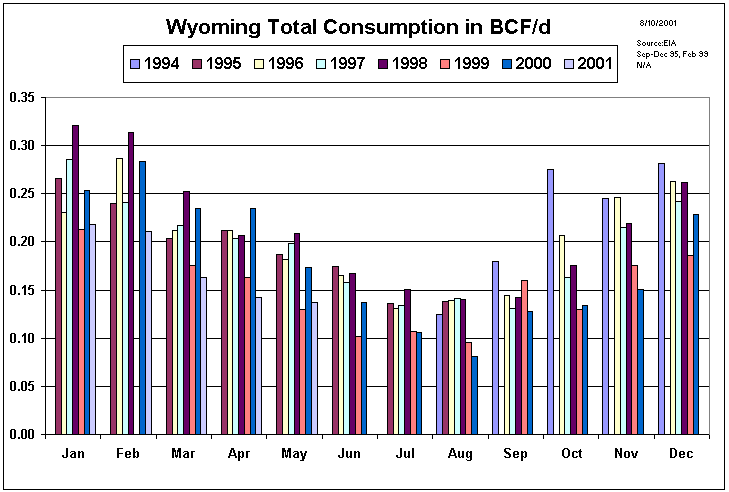 Wyoming Total Consumption in BCF/d
8/10/2001
Source:EIA
Sep-Dec 95, Feb 99
N/A
1994 1995 1996 1997 1998 1999 2000 2001
0.35
0.30
0.25
0.20
0.15
0.10
0.05
0.00
Jan Feb Mar Apr May Jun Jul Aug Sep Oct Nov Dec